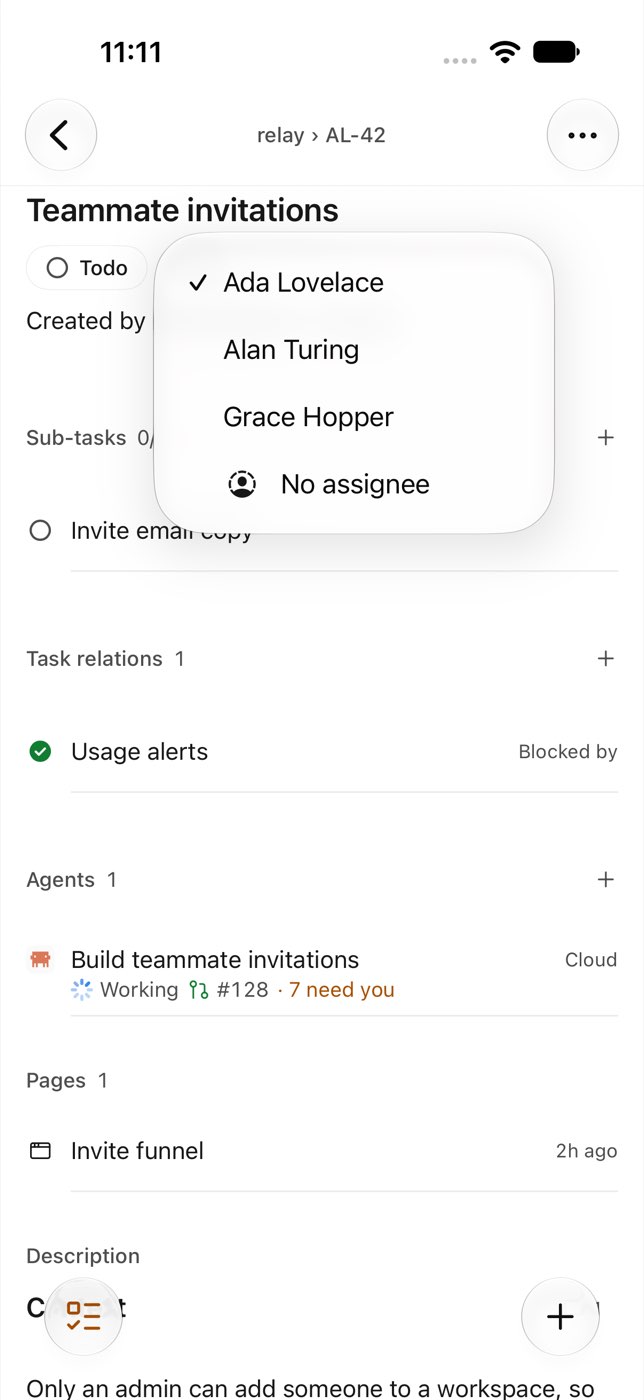 11:11
relay › AL-42
Teammate invitations
Todo
Ada Lovelace
Created by
Alan Turing
Grace Hopper
Sub-tasks 0/
No assignee
Invite email copy
Task relations 1
Usage alerts
Blocked by
Agents 1
Build teammate invitations
Cloud
Working #128 · 7 need you
Pages 1
Invite funnel
2h ago
Description
C t
Only an admin can add someone to a workspace, so